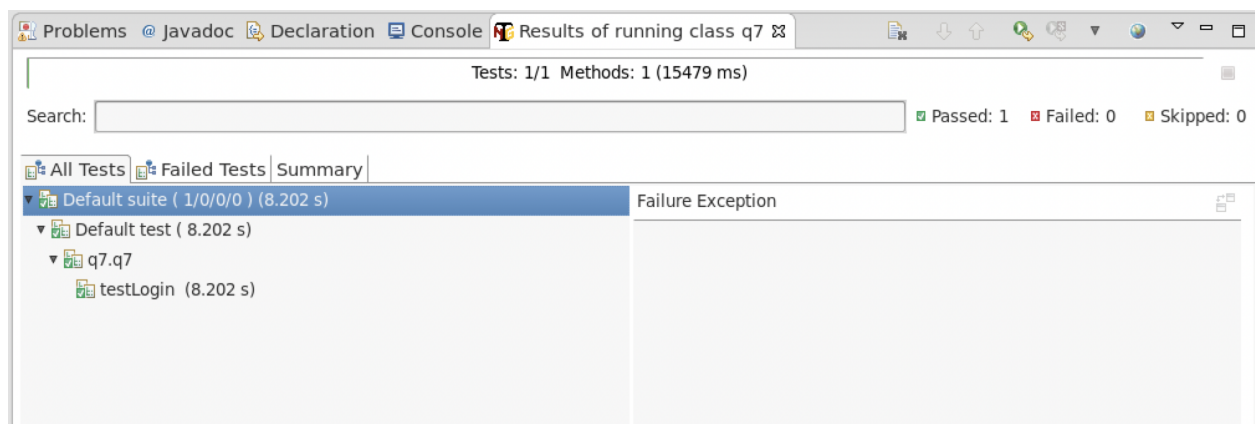 Problems @ Javadoc Declaration Console Results of running class q7
Tests: 1/1 Methods: 1 (15479 ms)
Search: Passed: 1 Failed: 0 Skipped: 0
All Tests Failed Tests Summary
Default suite ( 1/0/0/0 ) (8.202 s) Failure Exception
Default test ( 8.202 s)
q7.q7
testLogin (8.202 s)